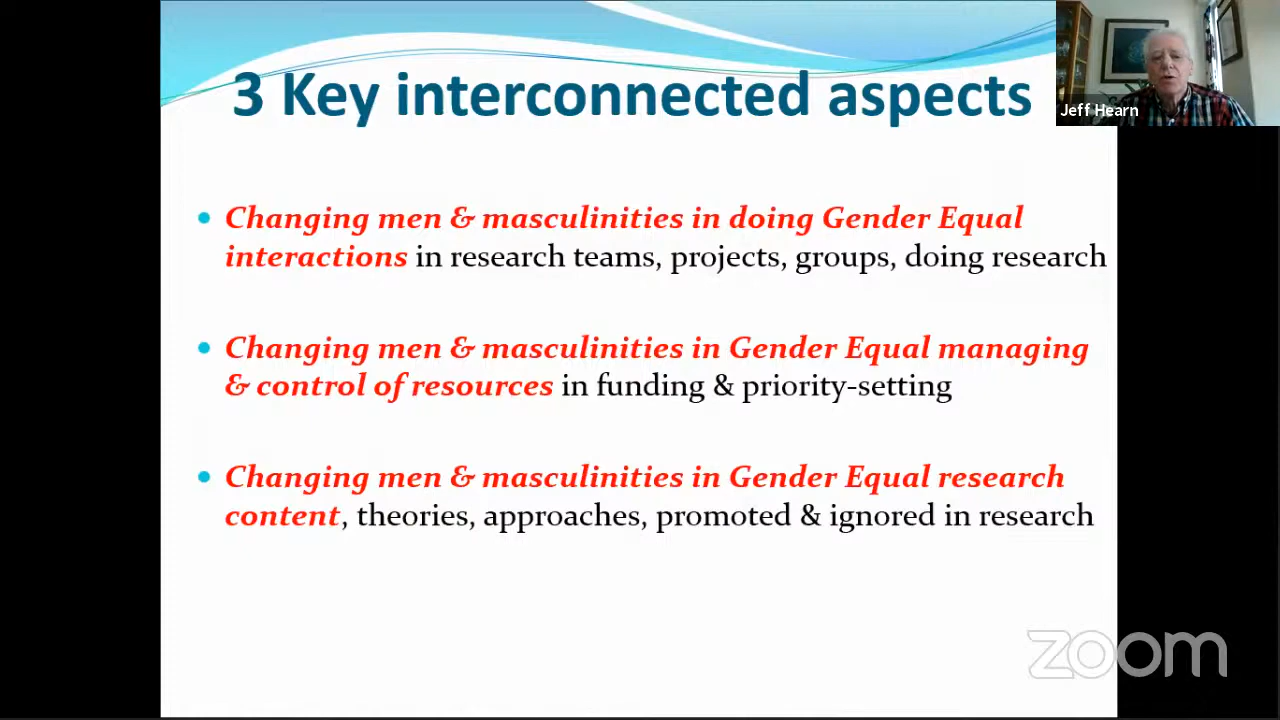 3 Key interconnected aspects
Jeff Hearn
• Changing men & masculinities in doing Gender Equal
interactions in research teams, projects, groups, doing research
• Changing men & masculinities in Gender Equal managing
& control of resources in funding & priority-setting
• Changing men & masculinities in Gender Equal research
content, theories, approaches, promoted & ignored in research
zoom